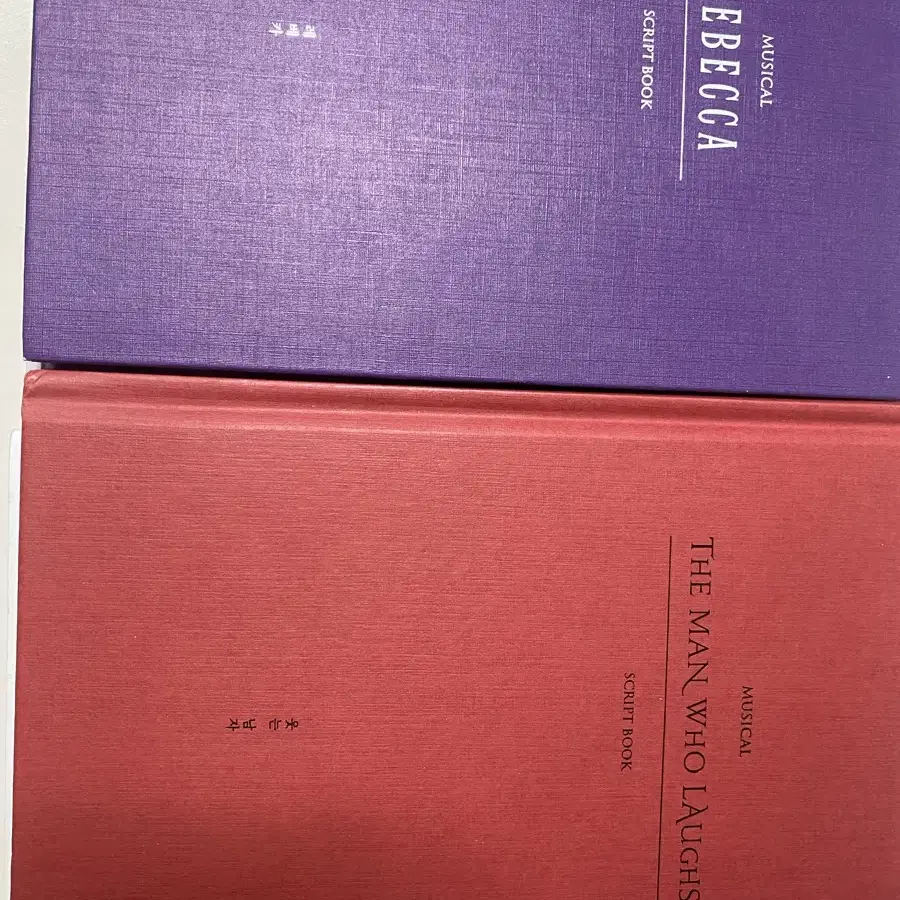 MUSICAL
EBECCA
SCRIPT BOOK
레베카
MUSICAL
THE MAN WHO LAUGHS
SCRIPT BOOK
웃는 남자